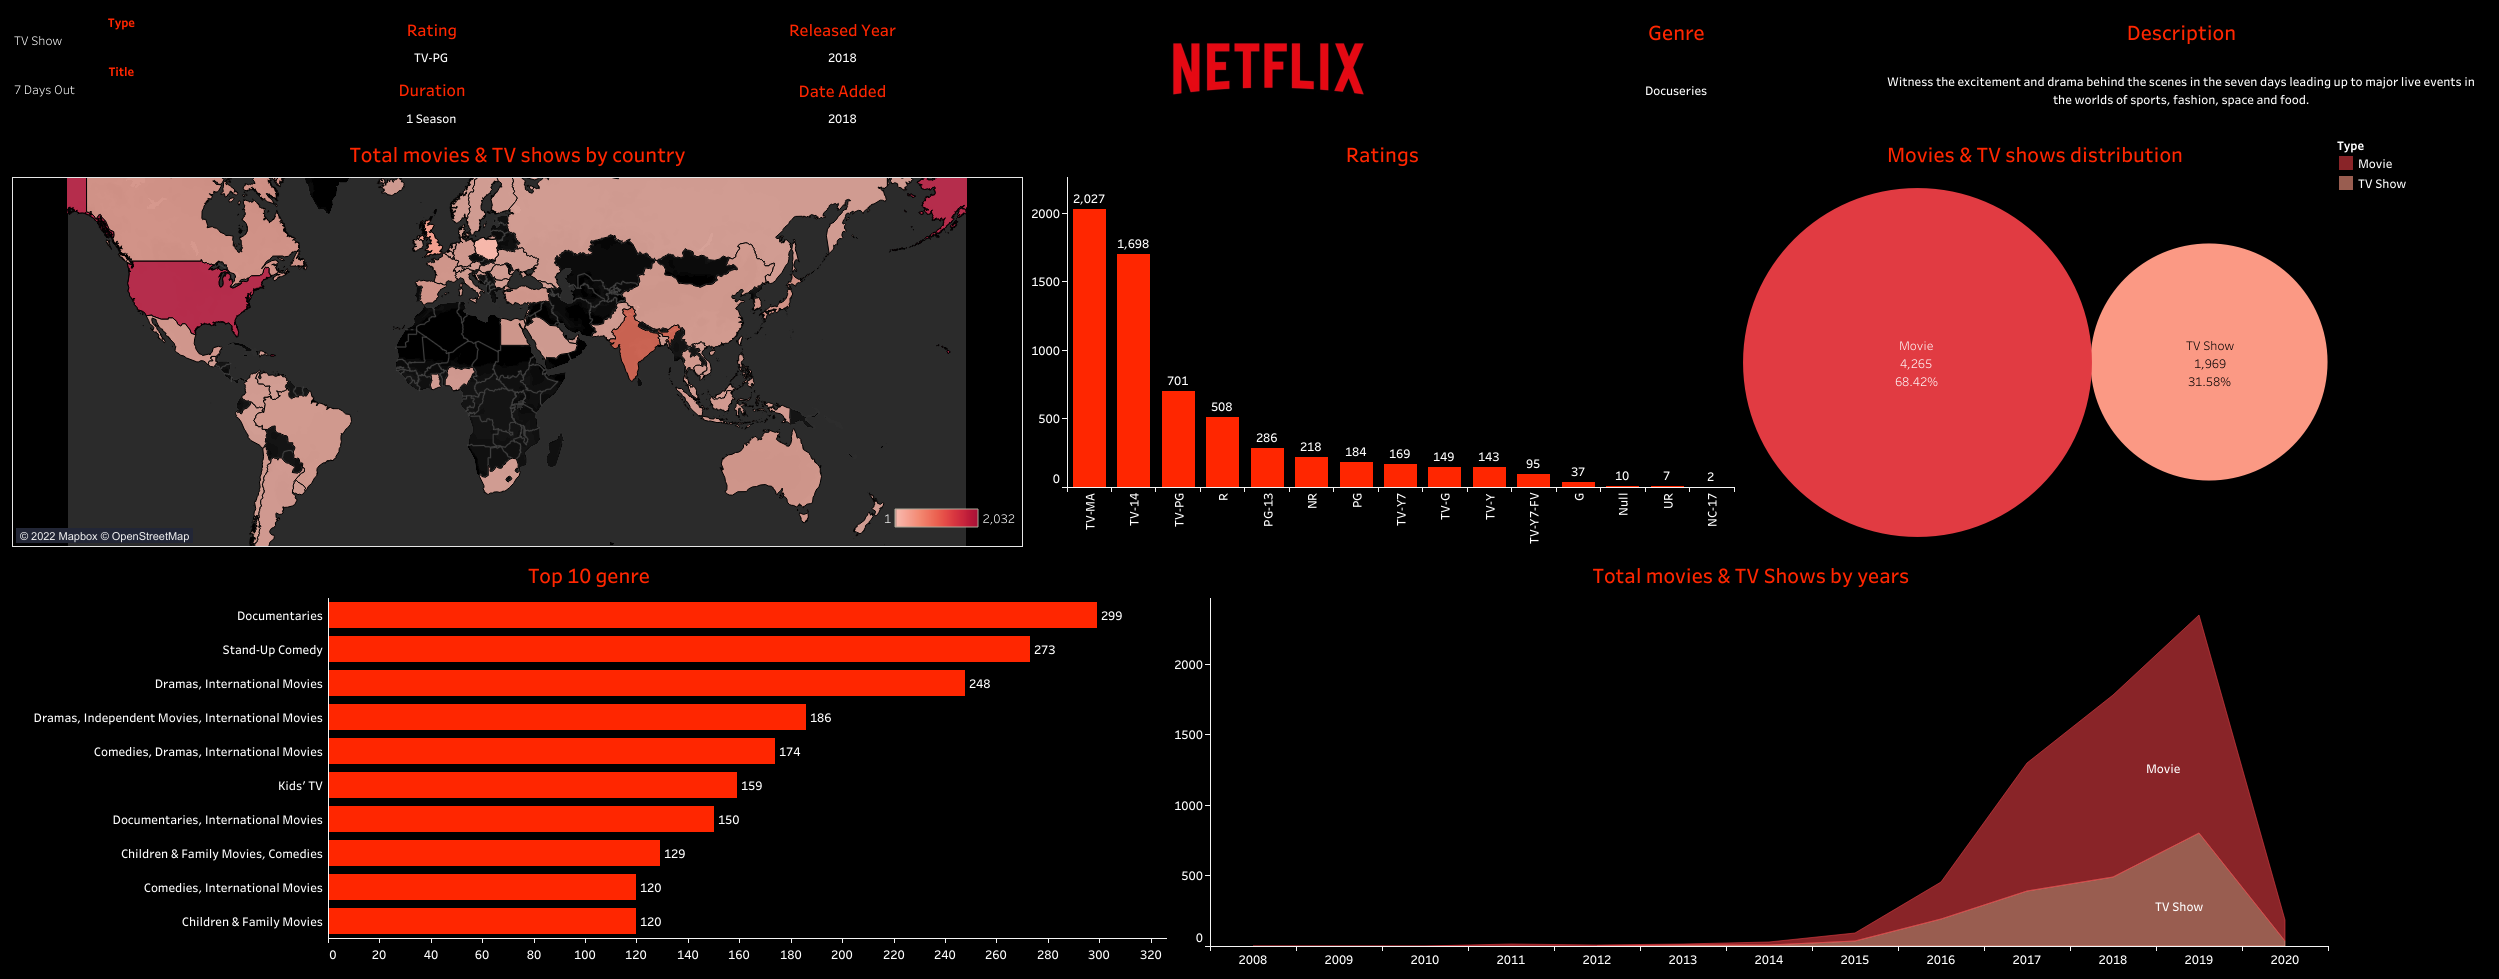 Type
TV Show
Title
7 Days Out
Rating
TV-PG
Duration
1 Season
Released Year
2018
Date Added
2018
NETFLIX
Genre
Docuseries
Description
Witness the excitement and drama behind the scenes in the seven days leading up to major live events in
the worlds of sports, fashion, space and food.
Total movies & TV shows by country
1
2,032
© 2022 Mapbox © OpenStreetMap
Ratings
2000
1500
1000
500
0
2,027
1,698
701
508
286
218
184
169
149
143
95
37
10
7
2
TV-MA
TV-14
TV-PG
R
PG-13
NR
PG
TV-Y7
TV-G
TV-Y
TV-Y7-FV
G
Null
UR
NC-17
Movies & TV shows distribution
Type
Movie
TV Show
Movie
4,265
68.42%
TV Show
1,969
31.58%
Top 10 genre
Documentaries 299
Stand-Up Comedy 273
Dramas, International Movies 248
Dramas, Independent Movies, International Movies 186
Comedies, Dramas, International Movies 174
Kids' TV 159
Documentaries, International Movies 150
Children & Family Movies, Comedies 129
Comedies, International Movies 120
Children & Family Movies 120
0 20 40 60 80 100 120 140 160 180 200 220 240 260 280 300 320
Total movies & TV Shows by years
2000
1500
1000
500
0
Movie
TV Show
2008 2009 2010 2011 2012 2013 2014 2015 2016 2017 2018 2019 2020